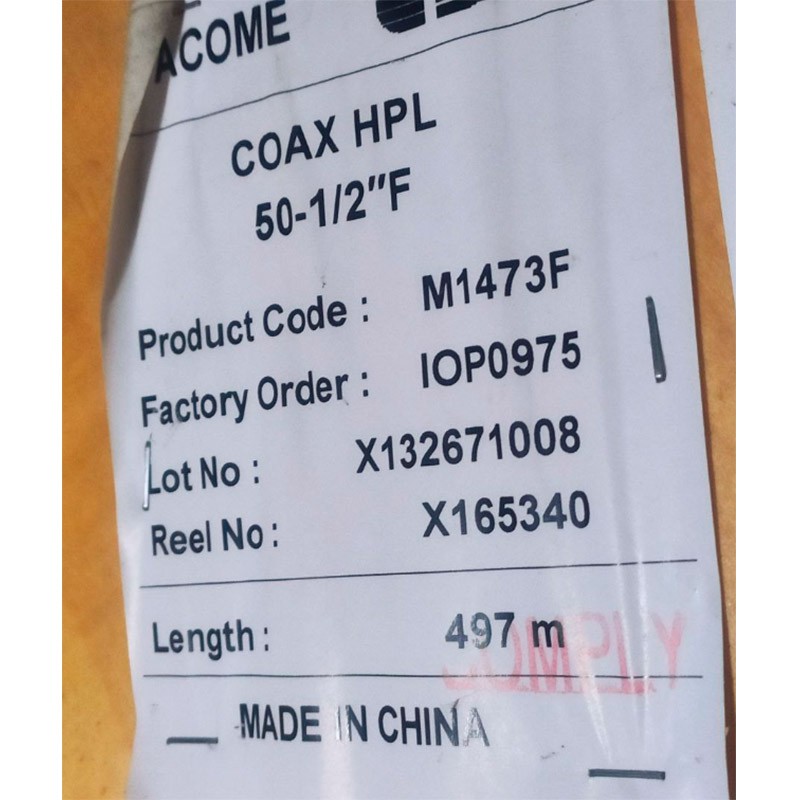 ACOME
COAX HPL
50-1/2"F
Product Code : M1473F
Factory Order : IOP0975
Lot No : X132671008
Reel No : X165340
Length : 497 m
MADE IN CHINA